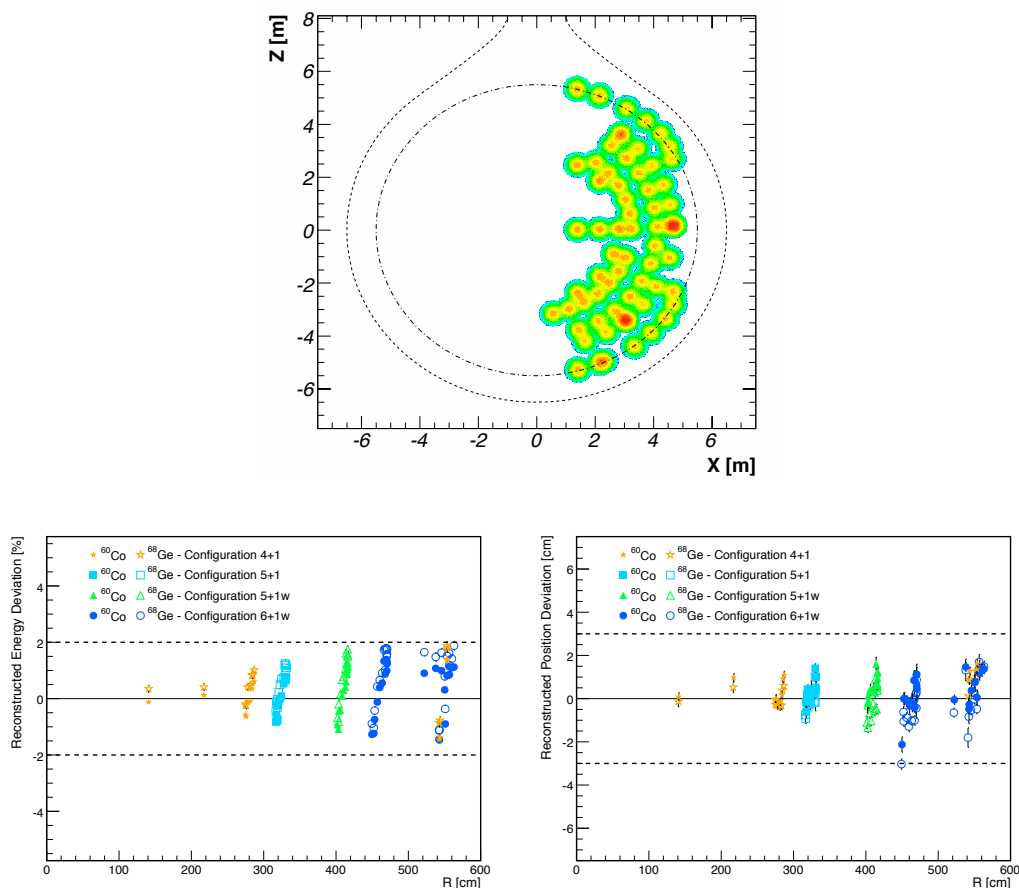 Z [m]
8
6
4
2
0
-2
-4
-6
-6 -4 -2 0 2 4 6
X [m]
Reconstructed Energy Deviation [%]
4
2
0
-2
-4
60Co 68Ge - Configuration 4+1
60Co 68Ge - Configuration 5+1
60Co 68Ge - Configuration 5+1w
60Co 68Ge - Configuration 6+1w
0 100 200 300 400 500 600
R [cm]
Reconstructed Position Deviation [cm]
6
4
2
0
-2
-4
-6
60Co 68Ge - Configuration 4+1
60Co 68Ge - Configuration 5+1
60Co 68Ge - Configuration 5+1w
60Co 68Ge - Configuration 6+1w
0 100 200 300 400 500 600
R [cm]